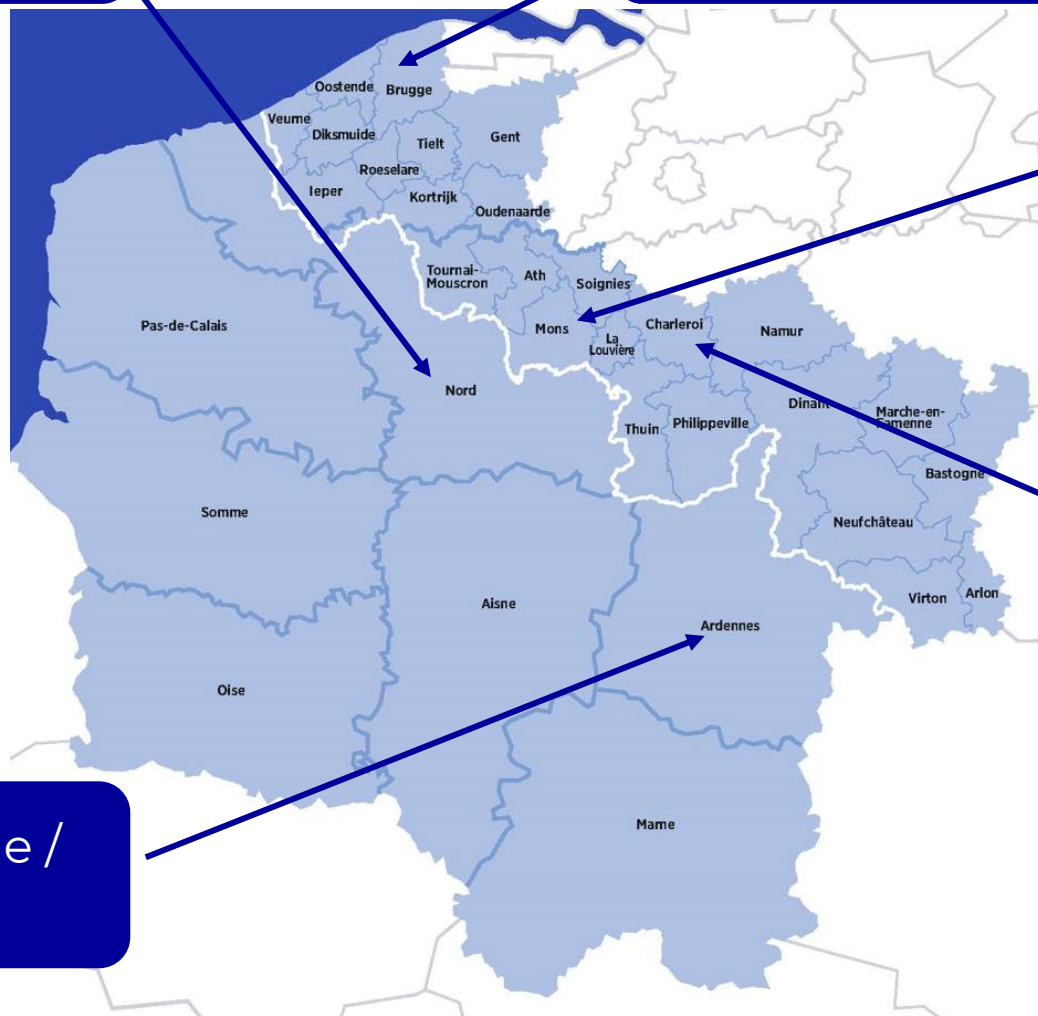 Oostende
Brugge
Veurne
Diksmuide
Tielt
Gent
Roeselare
Ieper
Kortrijk
Oudenaarde
Tournai-
Mouscron
Ath
Soignies
Mons
La
Louvière
Charleroi
Namur
Pas-de-Calais
Nord
Thuin
Philippeville
Dinant
Marche-en-
Famenne
Bastogne
Somme
Neufchâteau
Aisne
Virton
Arlon
Ardennes
Oise
Marne
e /